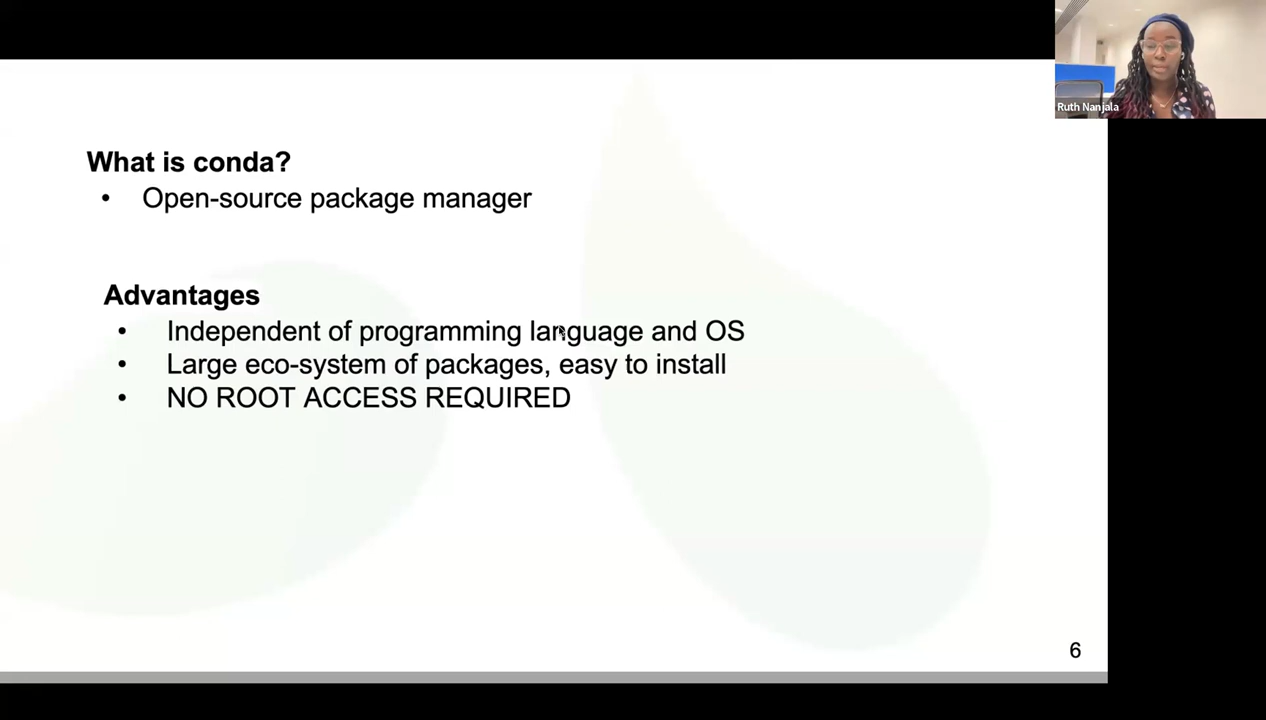 Ruth Nanjala
What is conda?
• Open-source package manager
Advantages
• Independent of programming language and OS
• Large eco-system of packages, easy to install
• NO ROOT ACCESS REQUIRED
6